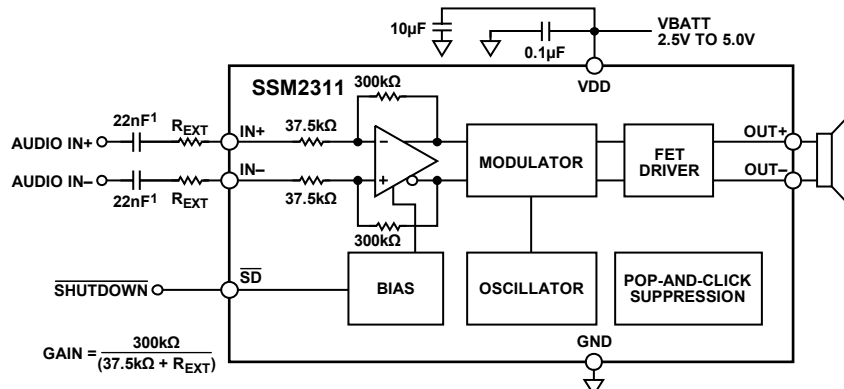 10µF
0.1µF
VBATT
2.5V TO 5.0V
VDD
SSM2311
300kΩ
22nF1
REXT
IN+
37.5kΩ
AUDIO IN+
MODULATOR
FET
DRIVER
OUT+
AUDIO IN–
22nF1
REXT
IN–
37.5kΩ
OUT–
300kΩ
SHUTDOWN
SD
BIAS
OSCILLATOR
POP-AND-CLICK
SUPPRESSION
GAIN = 300kΩ
(37.5kΩ + REXT)
GND